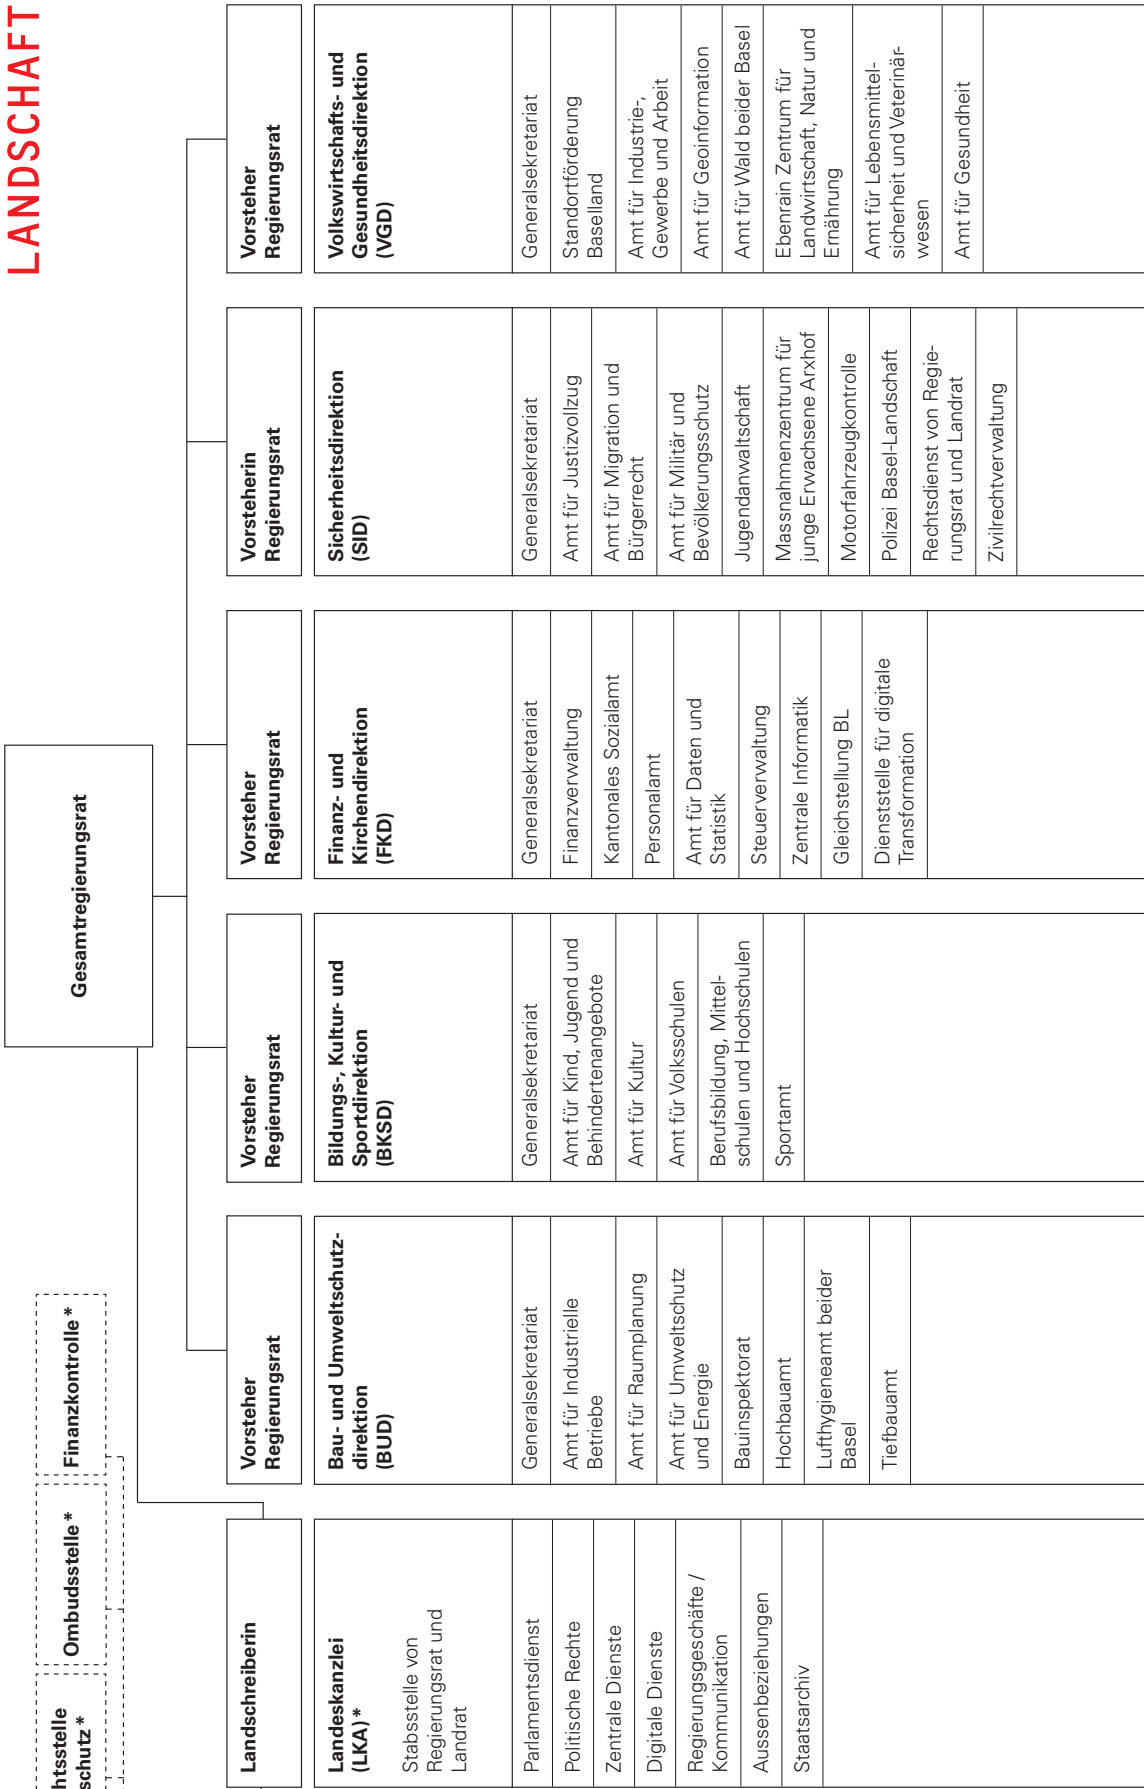 LANDSCHAFT
Gesamtregierungsrat
htsstelle
schutz *
Ombudsstelle *
Finanzkontrolle *
Landschreiberin
Landeskanzlei
(LKA) *
Stabsstelle von
Regierungsrat und
Landrat
Parlamentsdienst
Politische Rechte
Zentrale Dienste
Digitale Dienste
Regierungsgeschäfte /
Kommunikation
Aussenbeziehungen
Staatsarchiv
Vorsteher
Regierungsrat
Bau- und Umweltschutz-
direktion
(BUD)
Generalsekretariat
Amt für Industrielle
Betriebe
Amt für Raumplanung
Amt für Umweltschutz
und Energie
Bauinspektorat
Hochbauamt
Lufthygieneamt beider
Basel
Tiefbauamt
Vorsteher
Regierungsrat
Bildungs-, Kultur- und
Sportdirektion
(BKSD)
Generalsekretariat
Amt für Kind, Jugend und
Behindertenangebote
Amt für Kultur
Amt für Volksschulen
Berufsbildung, Mittel-
schulen und Hochschulen
Sportamt
Vorsteher
Regierungsrat
Finanz- und
Kirchendirektion
(FKD)
Generalsekretariat
Finanzverwaltung
Kantonales Sozialamt
Personalamt
Amt für Daten und
Statistik
Steuerverwaltung
Zentrale Informatik
Gleichstellung BL
Dienststelle für digitale
Transformation
Vorsteherin
Regierungsrat
Sicherheitsdirektion
(SID)
Generalsekretariat
Amt für Justizvollzug
Amt für Migration und
Bürgerrecht
Amt für Militär und
Bevölkerungsschutz
Jugendanwaltschaft
Massnahmenzentrum für
junge Erwachsene Arxhof
Motorfahrzeugkontrolle
Polizei Basel-Landschaft
Rechtsdienst von Regie-
rungsrat und Landrat
Zivilrechtverwaltung
Vorsteher
Regierungsrat
Volkswirtschafts- und
Gesundheitsdirektion
(VGD)
Generalsekretariat
Standortförderung
Baselland
Amt für Industrie-,
Gewerbe und Arbeit
Amt für Geoinformation
Amt für Wald beider Basel
Ebenrain Zentrum für
Landwirtschaft, Natur und
Ernährung
Amt für Lebensmittel-
sicherheit und Veterinär-
wesen
Amt für Gesundheit